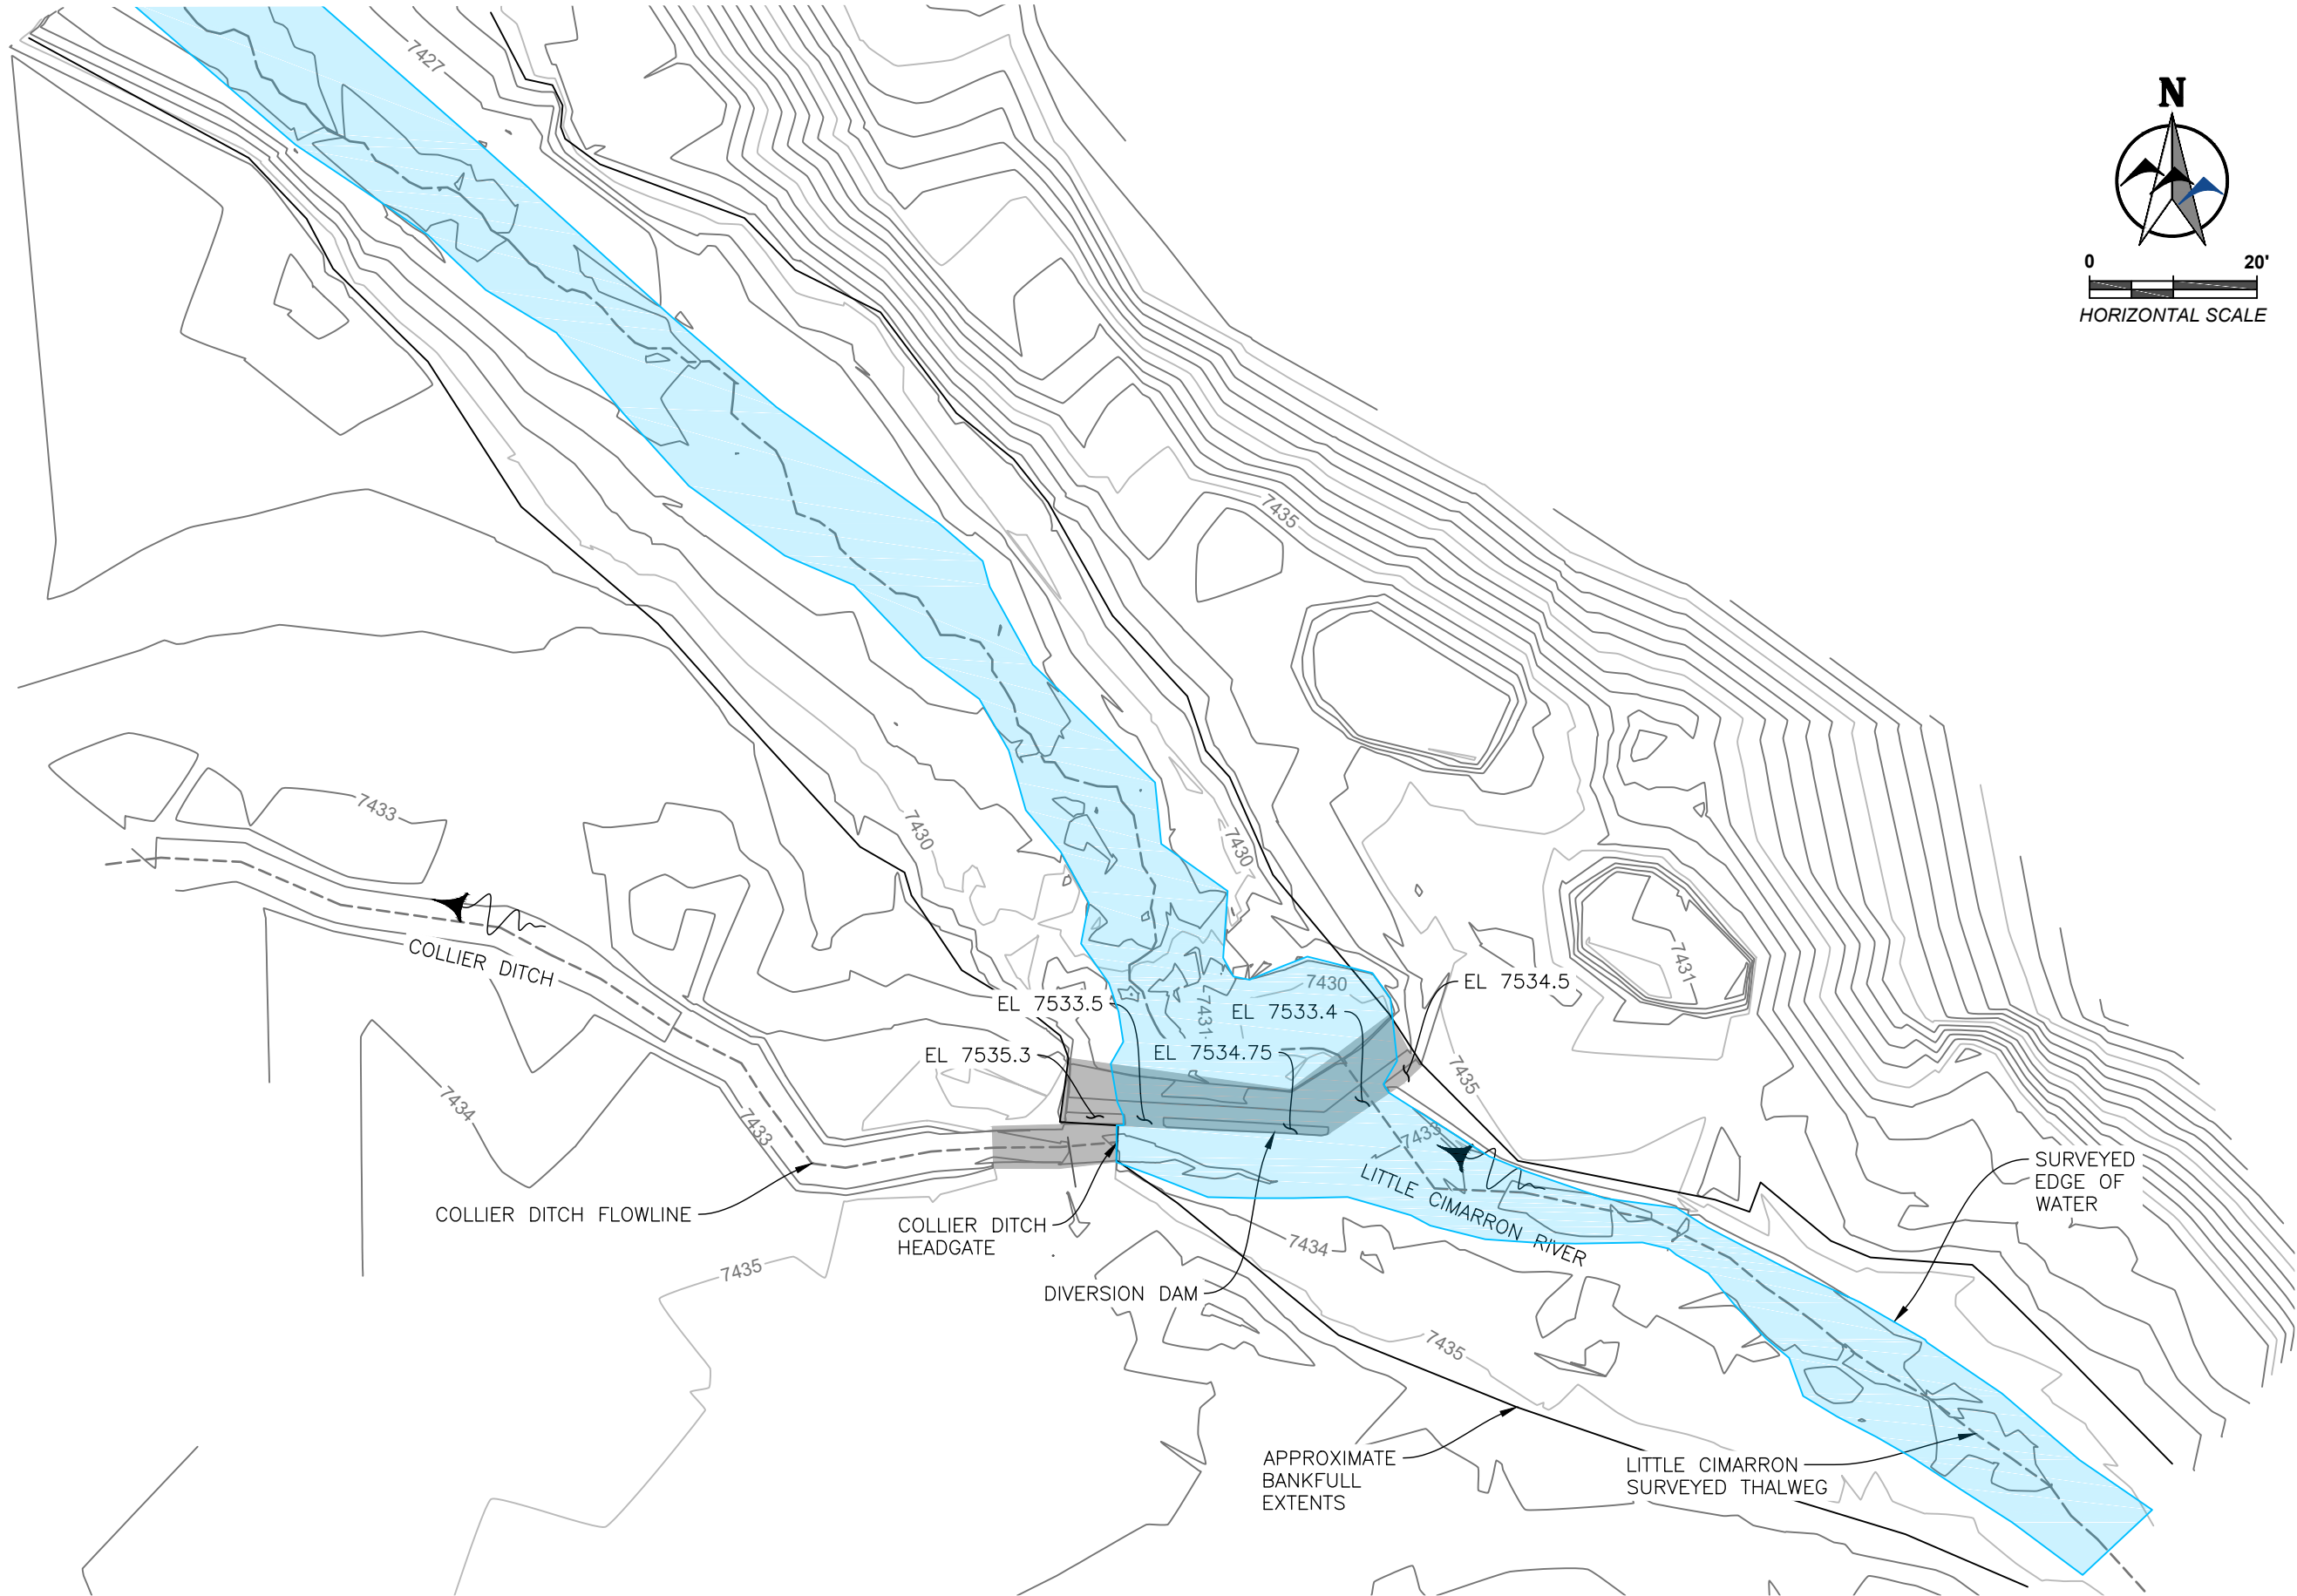 7427
N
0 20'
HORIZONTAL SCALE
7435
7433
7430
7430
COLLIER DITCH
7431
EL 7534.5
7430
EL 7533.5
7431
EL 7533.4
EL 7534.75
EL 7535.3
7435
7434
7433
7433
LITTLE CIMARRON RIVER
SURVEYED
EDGE OF
WATER
COLLIER DITCH FLOWLINE
COLLIER DITCH
HEADGATE
7434
7435
DIVERSION DAM
7435
APPROXIMATE
BANKFULL
EXTENTS
LITTLE CIMARRON
SURVEYED THALWEG